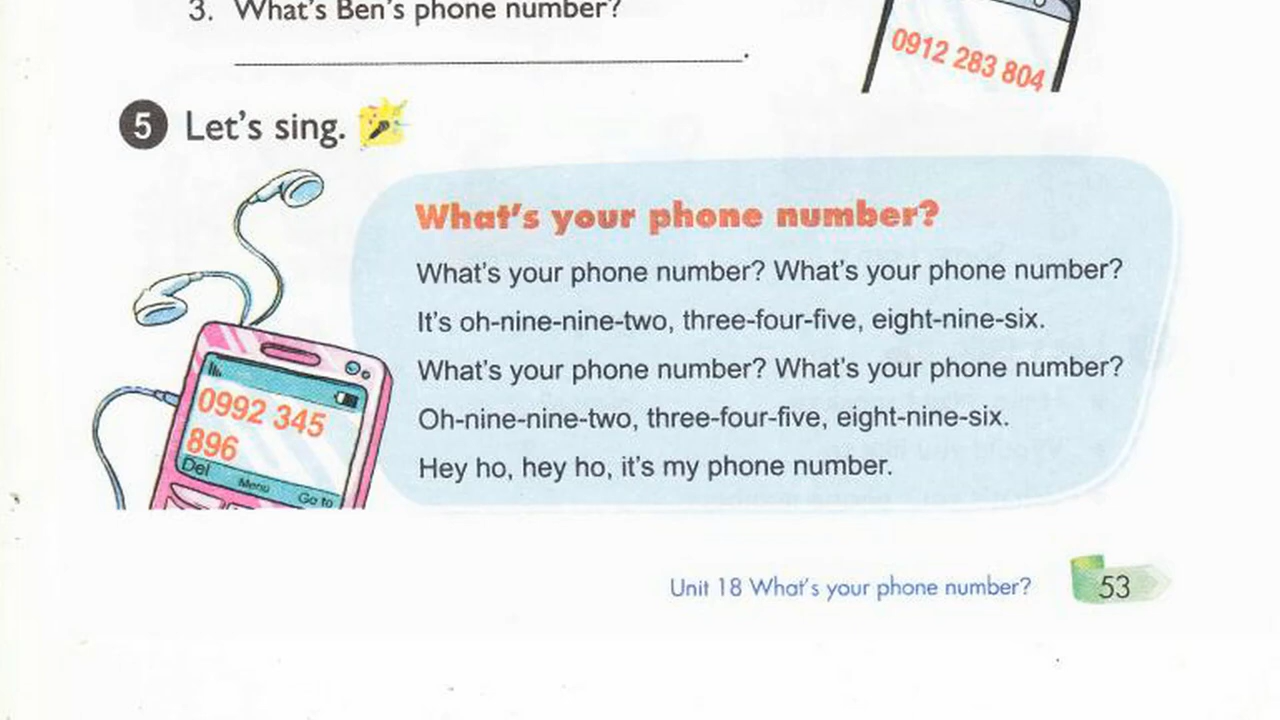 3. What's Ben's phone number?
.
0912 283 804
5 Let's sing.
What's your phone number?
What's your phone number? What's your phone number?
It's oh-nine-nine-two, three-four-five, eight-nine-six.
What's your phone number? What's your phone number?
Oh-nine-nine-two, three-four-five, eight-nine-six.
Hey ho, hey ho, it's my phone number.
0992 345
896
Del Menu Go to
Unit 18 What's your phone number? 53